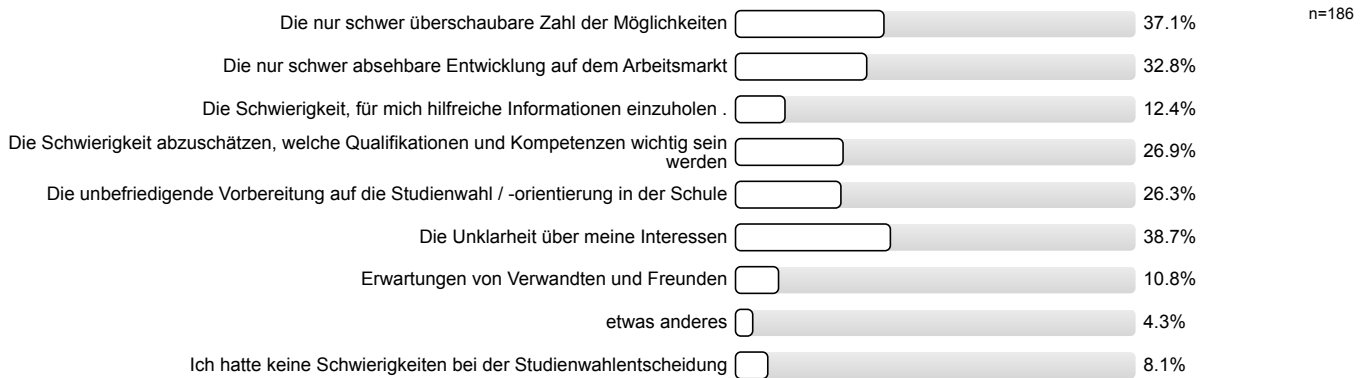 Die nur schwer überschaubare Zahl der Möglichkeiten 37.1% n=186
Die nur schwer absehbare Entwicklung auf dem Arbeitsmarkt 32.8%
Die Schwierigkeit, für mich hilfreiche Informationen einzuholen . 12.4%
Die Schwierigkeit abzuschätzen, welche Qualifikationen und Kompetenzen wichtig sein
werden 26.9%
Die unbefriedigende Vorbereitung auf die Studienwahl / -orientierung in der Schule 26.3%
Die Unklarheit über meine Interessen 38.7%
Erwartungen von Verwandten und Freunden 10.8%
etwas anderes 4.3%
Ich hatte keine Schwierigkeiten bei der Studienwahlentscheidung 8.1%